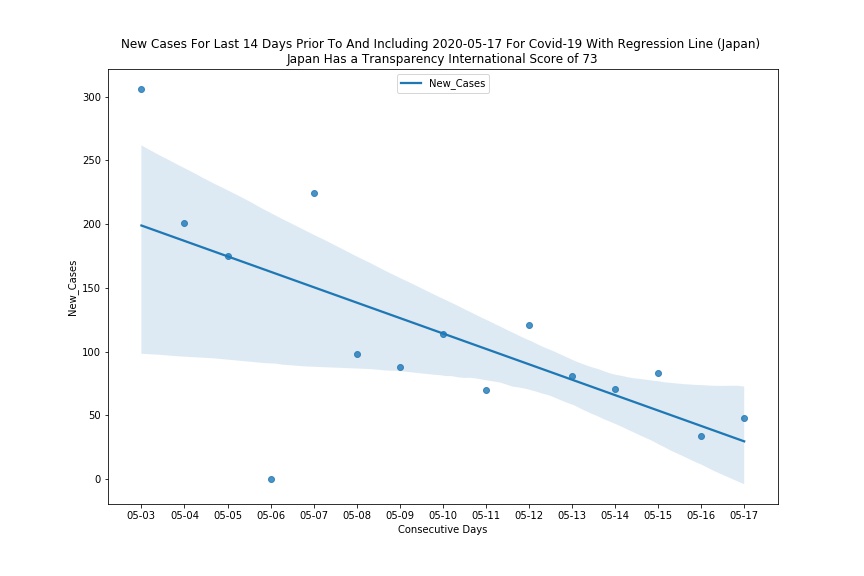 New Cases For Last 14 Days Prior To And Including 2020-05-17 For Covid-19 With Regression Line (Japan)
Japan Has a Transparency International Score of 73
New_Cases
300
250
200
150
100
50
0
New_Cases
05-03 05-04 05-05 05-06 05-07 05-08 05-09 05-10 05-11 05-12 05-13 05-14 05-15 05-16 05-17
Consecutive Days